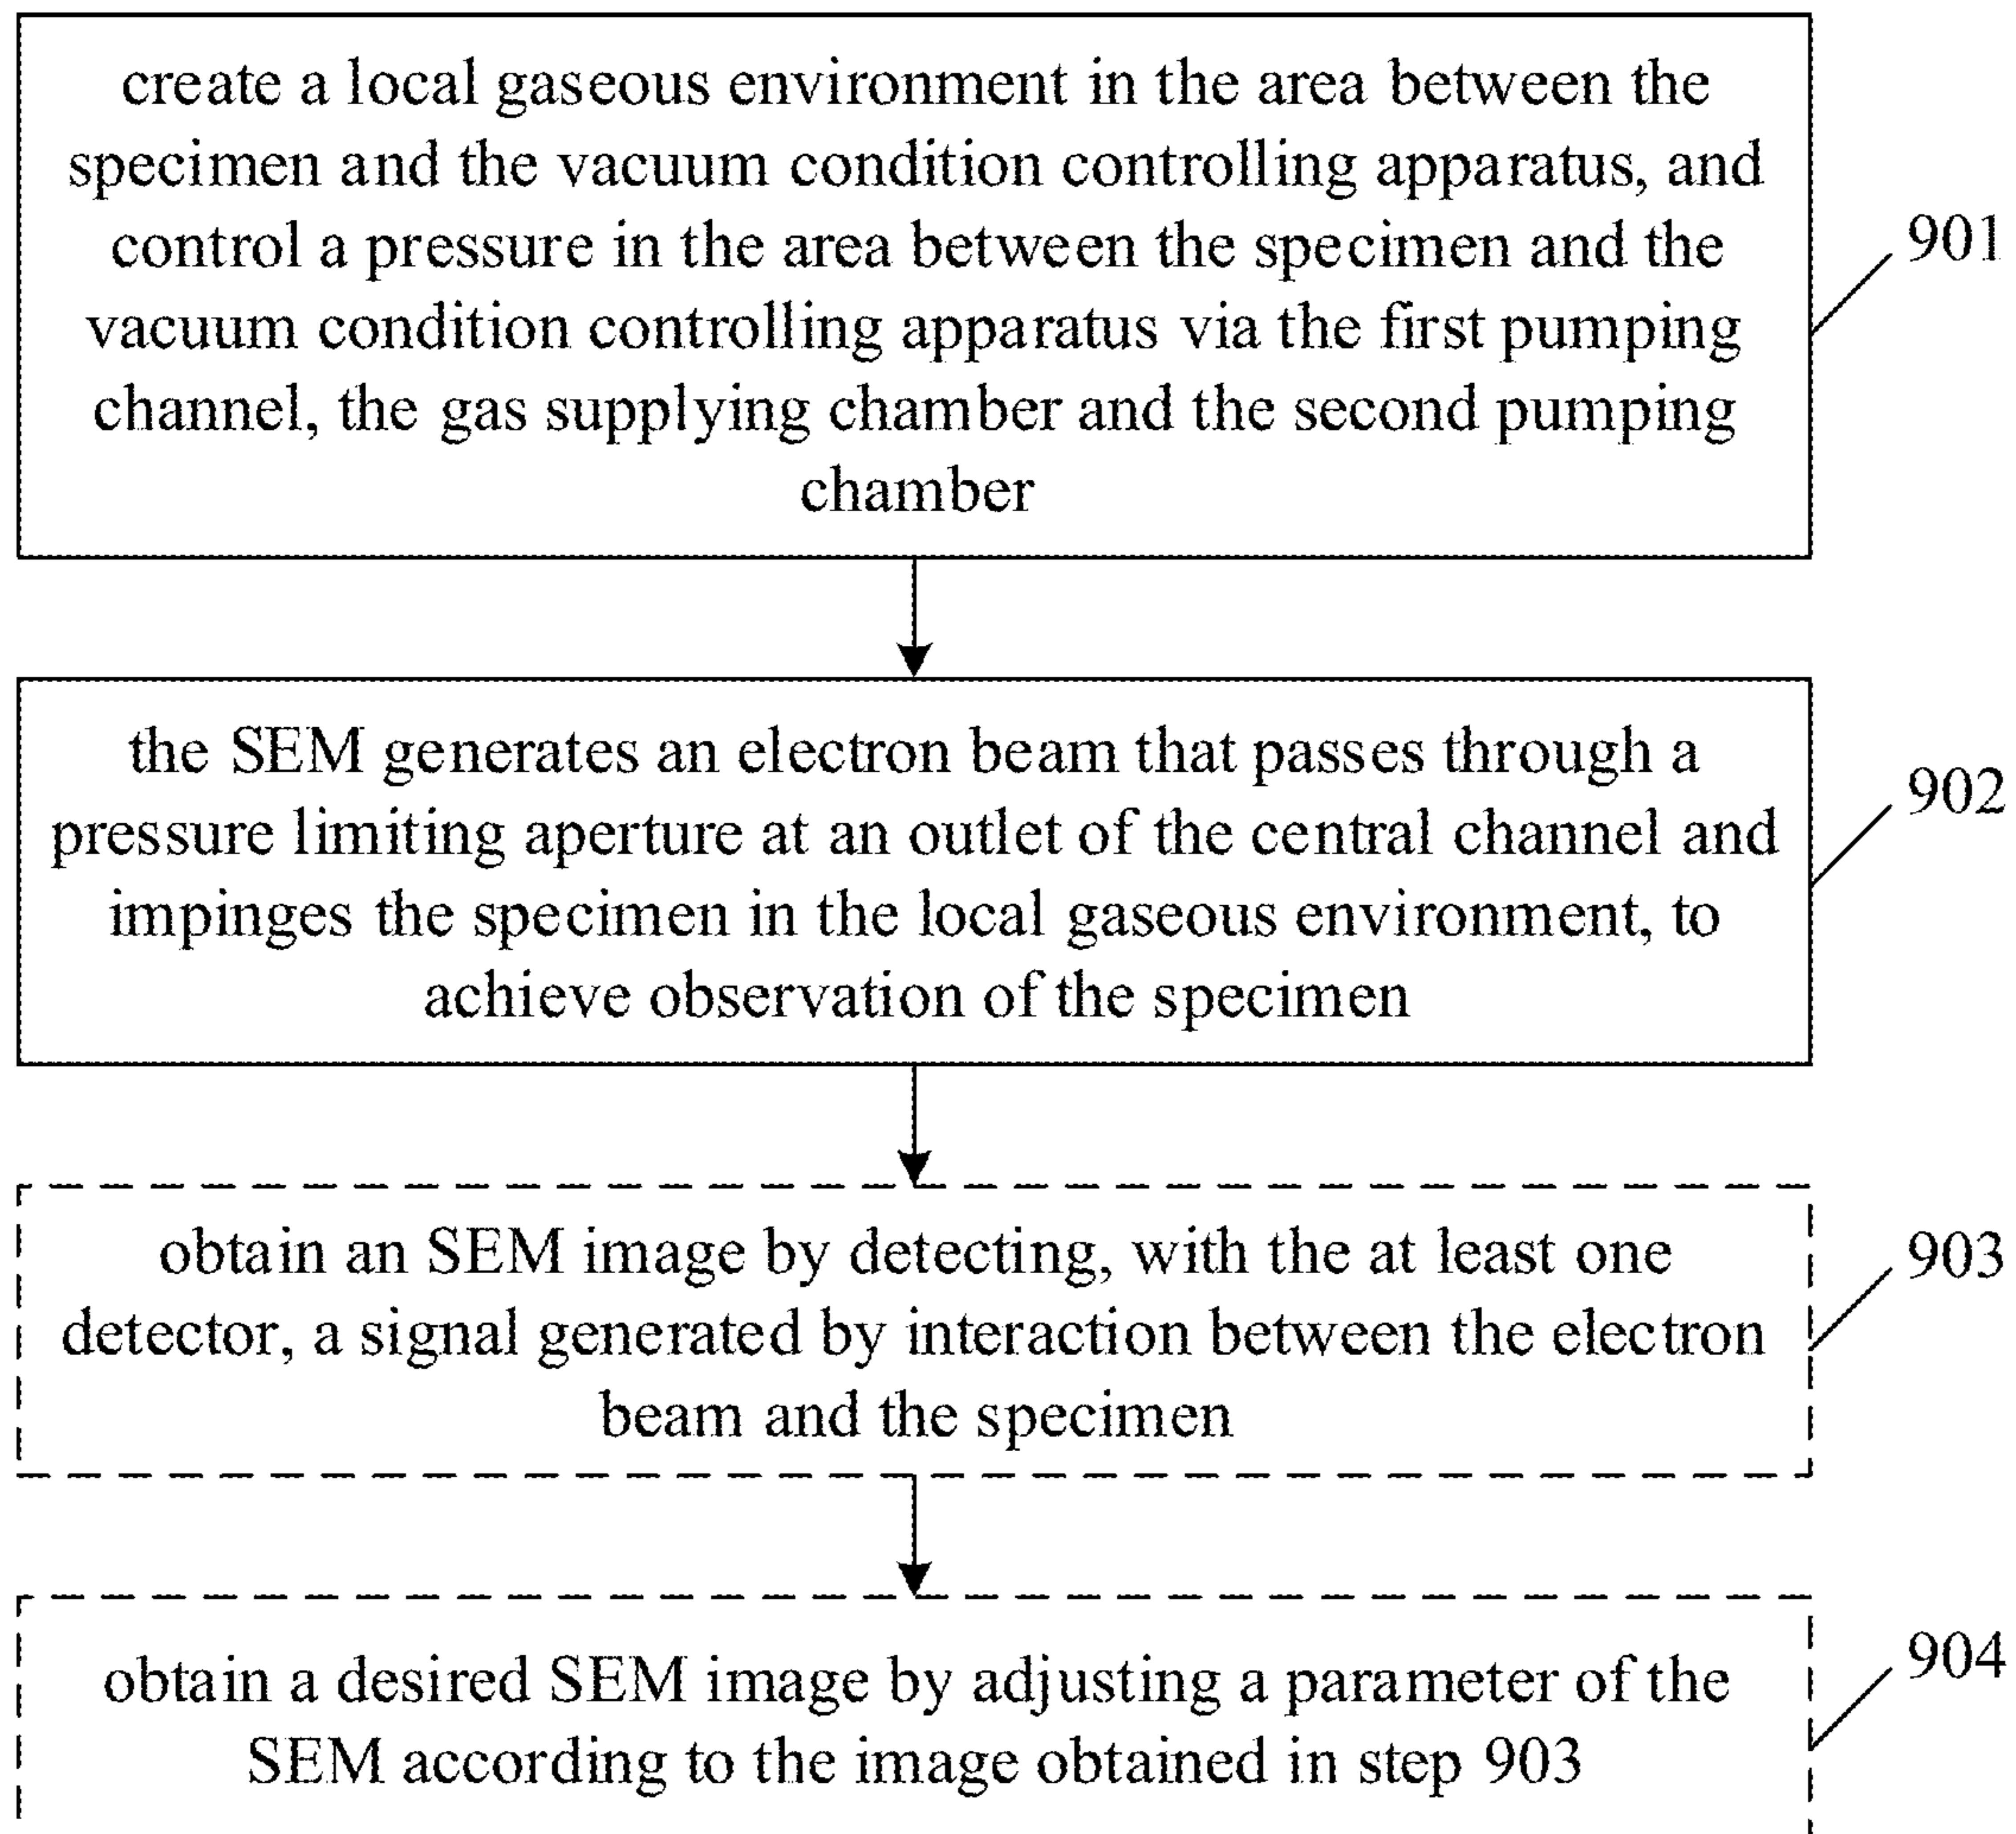 create a local gaseous environment in the area between the
specimen and the vacuum condition controlling apparatus, and
control a pressure in the area between the specimen and the
vacuum condition controlling apparatus via the first pumping
channel, the gas supplying chamber and the second pumping
chamber
901
the SEM generates an electron beam that passes through a
pressure limiting aperture at an outlet of the central channel and
impinges the specimen in the local gaseous environment, to
achieve observation of the specimen
902
obtain an SEM image by detecting, with the at least one
detector, a signal generated by interaction between the electron
beam and the specimen
903
obtain a desired SEM image by adjusting a parameter of the
SEM according to the image obtained in step 903
904